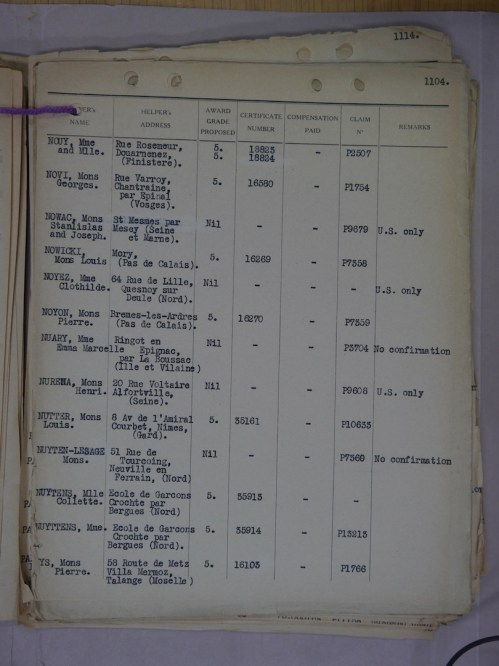 1114.
1104.
HELPER's AWARD
NAME ADDRESS GRADE PROPOSED CERTIFICATE NUMBER COMPENSATION PAID CLAIM Nº REMARKS
NOUY, Mme Rue Rosemeur, 5. 18823
and Mlle. Douarnenez, 5. 18824 - P2507
(Finistere).
NOVI, Mons Rue Varroy, 5. 16580 - P1754
Georges. Chantraine,
par Epinal
(Vosges).
NOWAC, Mons St Mesmes par Nil - - P9679 U.S. only
Stanislas Messy (Seine
and Joseph. et Marne).
NOWICKI, Mory, 5. 16269 - P7358
Mons Louis (Pas de Calais).
NOYEZ, Mme 64 Rue de Lille, Nil - - - U.S. only
Clothilde. Quesnoy sur
Deule (Nord).
NOYON, Mons Bremes-les-Ardres 5. 16270 - P7359
Pierre. (Pas de Calais).
NUARY, Mme Ringot en Nil - - P3704 No confirmation
Emma Marcelle Epignac,
par La Boussac
(Ille et Vilaine)
NURENA, Mons 20 Rue Voltaire Nil - - P9608 U.S. only
Henri. Alfortville,
(Seine).
NUTTER, Mons 8 Av de l'Amiral 5. 35161 - P10633
Louis. Courbet, Nimes,
(Gard).
NUYTEN-LESAGE 51 Rue de Nil - - P7360 No confirmation
Mons. Tourcoing,
Neuville en
Ferrain, (Nord)
NUYTENS, Mlle Ecole de Garcons 5. 35913 - -
Collette. Crochte par
Bergues (Nord)
NUYTTENS, Mme. Ecole de Garcons 5. 35914 - P13213
Crochte par
Bergues (Nord).
YS, Mons 58 Route de Metz 5. 16103 - P1766
Pierre. Villa Mermoz,
Talange (Moselle)